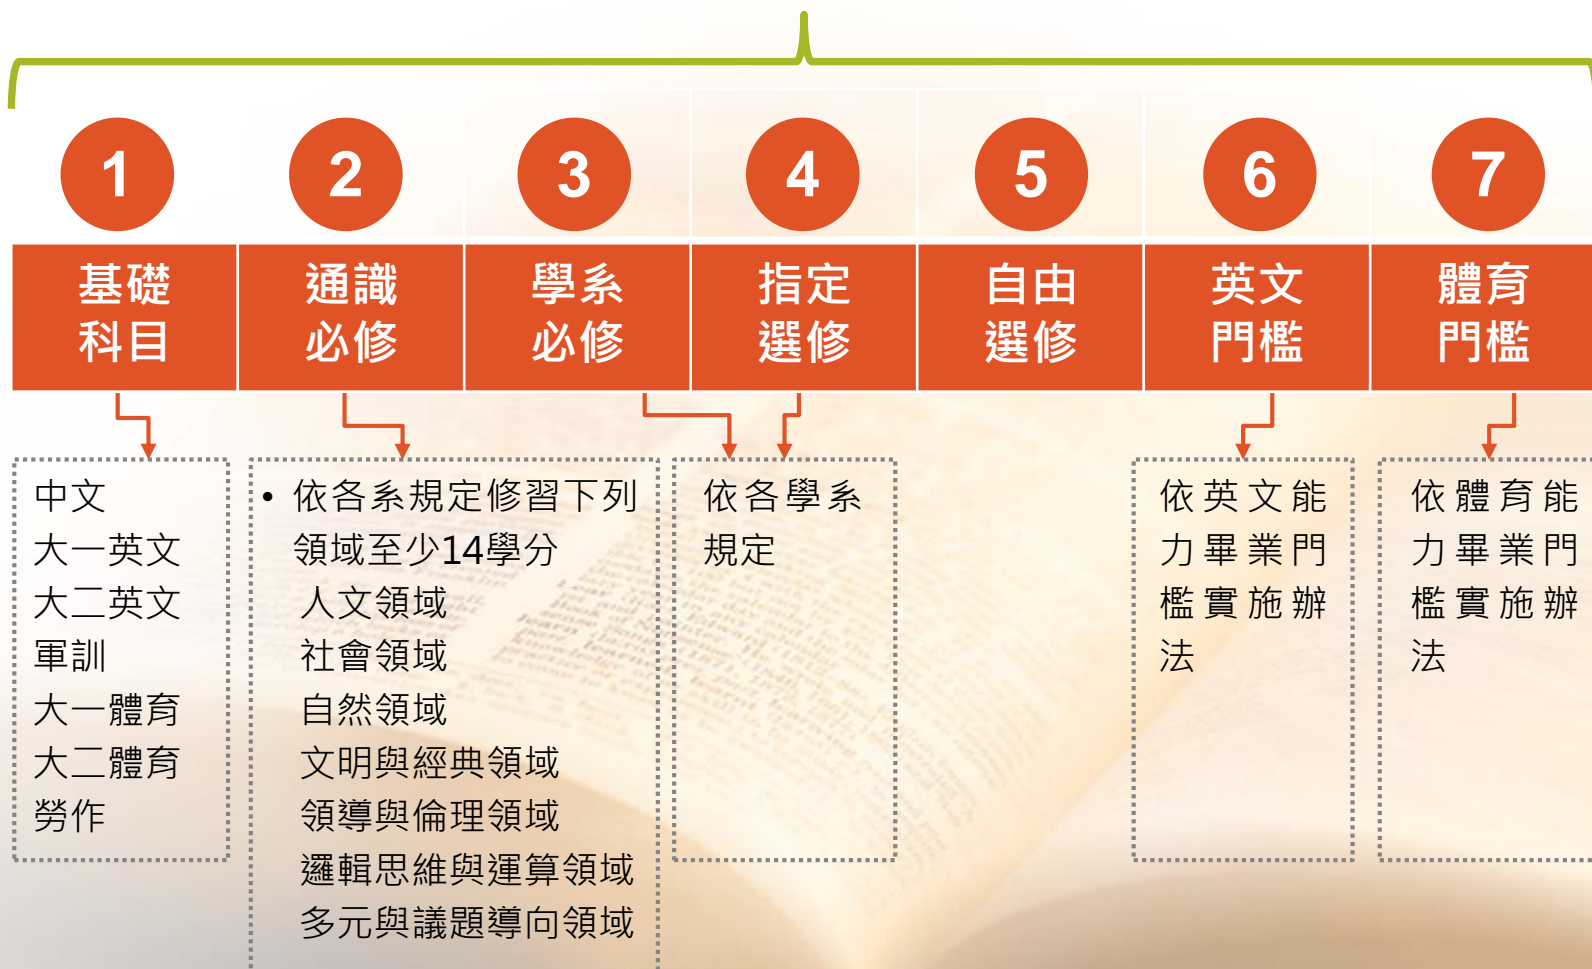 1
2
3
4
5
6
7
基礎
科目
通識
必修
學系
必修
指定
選修
自由
選修
英文
門檻
體育
門檻
中文
大一英文
大二英文
軍訓
大一體育
大二體育
勞作
• 依各系規定修習下列
領域至少14學分
人文領域
社會領域
自然領域
文明與經典領域
領導與倫理領域
邏輯思維與運算領域
多元與議題導向領域
依各學系
規定
依英文能
力畢業門
檻實施辦
法
依體育能
力畢業門
檻實施辦
法